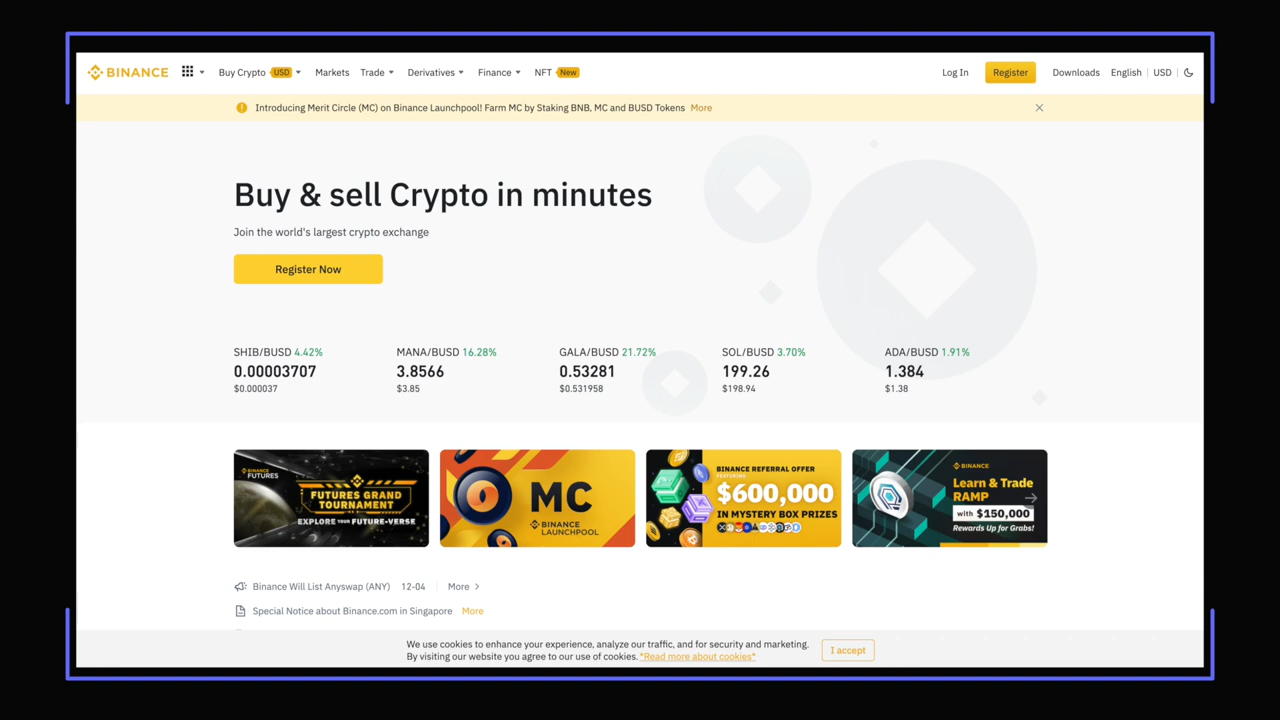 BINANCE
Buy Crypto USD
Markets
Trade
Derivatives
Finance
NFT New
Log In
Register
Downloads
English
USD
Introducing Merit Circle (MC) on Binance Launchpool! Farm MC by Staking BNB, MC and BUSD Tokens More
Buy & sell Crypto in minutes
Join the world's largest crypto exchange
Register Now
SHIB/BUSD 4.42%
0.00003707
$0.000037
MANA/BUSD 16.28%
3.8566
$3.85
GALA/BUSD 21.72%
0.53281
$0.531958
SOL/BUSD 3.70%
199.26
$198.94
ADA/BUSD 1.91%
1.384
$1.38
BINANCE
FUTURES
FUTURES GRAND
TOURNAMENT
EXPLORE YOUR FUTURE-VERSE
MC
BINANCE
LAUNCHPOOL
BINANCE REFERRAL OFFER
FEATURING
$600,000
IN MYSTERY BOX PRIZES
BINANCE
Learn & Trade
RAMP
with $150,000
Rewards Up for Grabs!
Binance Will List Anyswap (ANY) 12-04 More
Special Notice about Binance.com in Singapore More
We use cookies to enhance your experience, analyze our traffic, and for security and marketing.
By visiting our website you agree to our use of cookies. *Read more about cookies*
I accept